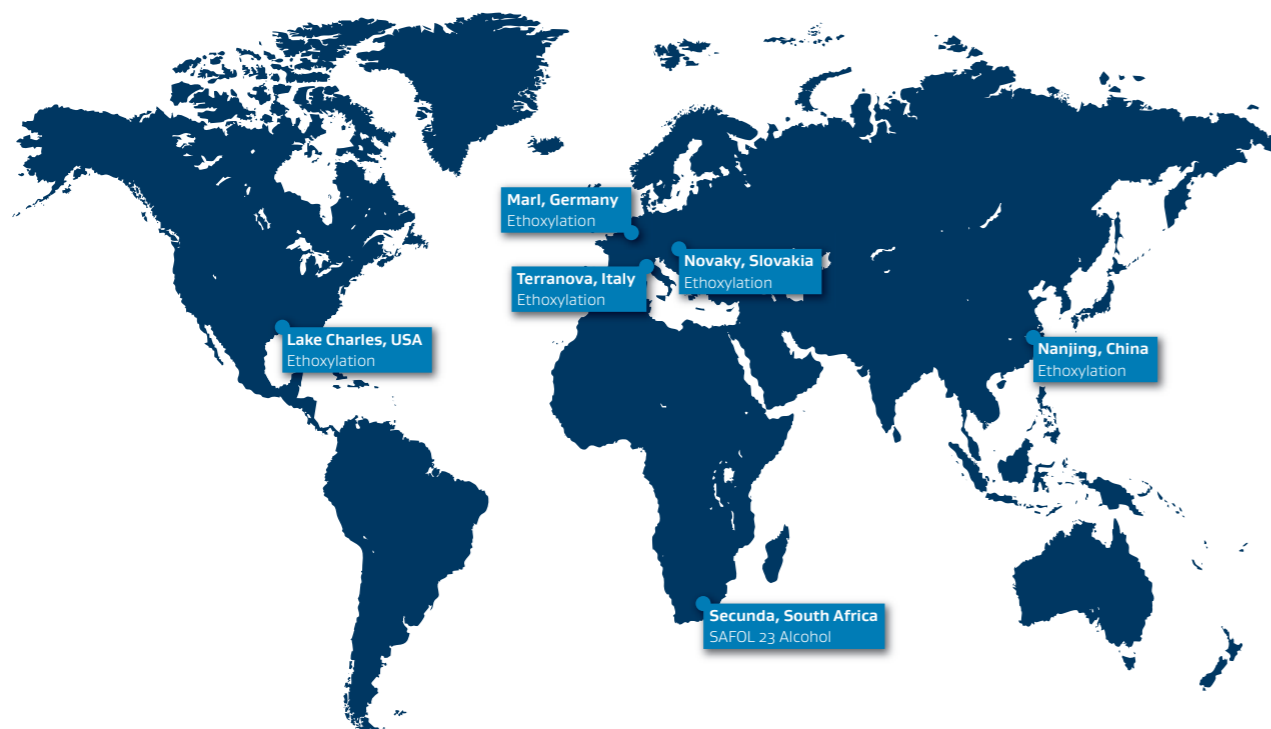 Marl, Germany
Ethoxylation
Novaky, Slovakia
Ethoxylation
Terranova, Italy
Ethoxylation
Lake Charles, USA
Ethoxylation
Nanjing, China
Ethoxylation
Secunda, South Africa
SAFOL 23 Alcohol